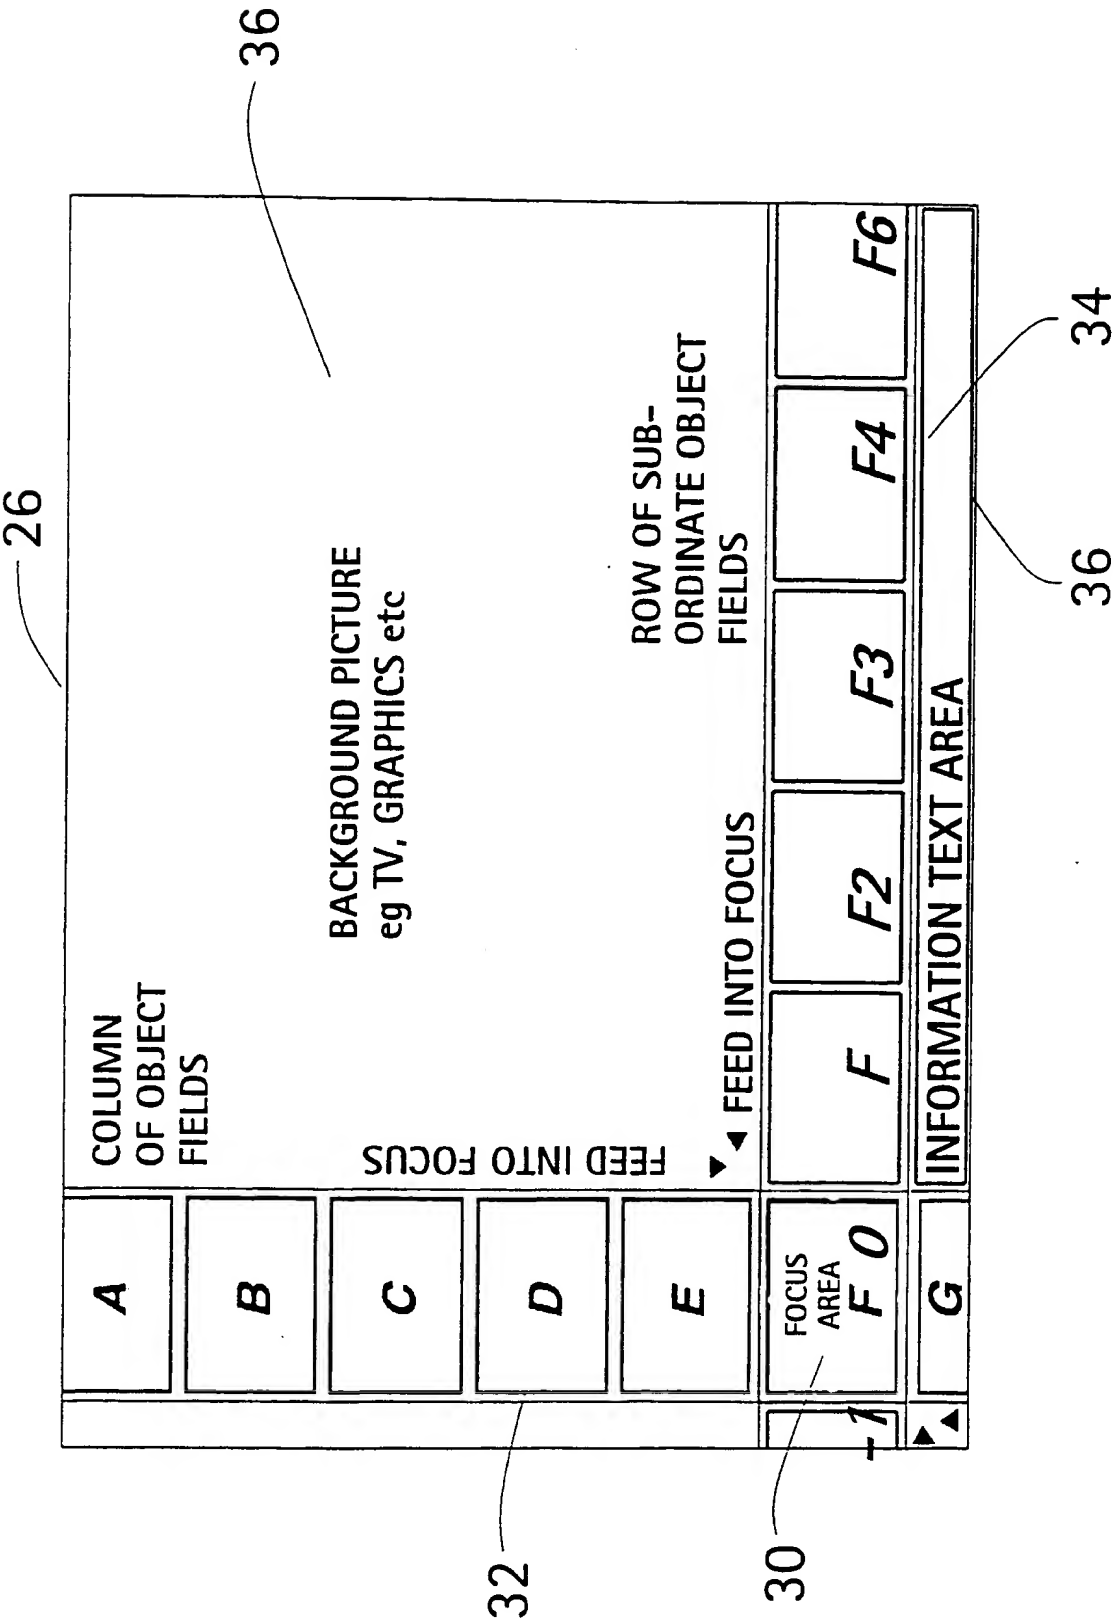 26
36
COLUMN
OF OBJECT
FIELDS
A
B
C
D
E
BACKGROUND PICTURE
eg TV, GRAPHICS etc
FEED INTO FOCUS
ROW OF SUB-
ORDINATE OBJECT
FIELDS
FEED INTO FOCUS
32
30
-1
FOCUS
AREA
F 0
F
F2
F3
F4
F6
G
INFORMATION TEXT AREA
36
34